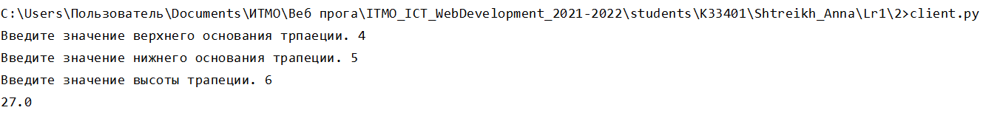 C:\Users\Пользователь\Documents\ИТМО\Веб прога\ITMO_ICT_WebDevelopment_2021-2022\students\K33401\Shtreikh_Anna\Lr1\2>client.py
Введите значение верхнего основания трпаеции. 4
Введите значение нижнего основания трапеции. 5
Введите значение высоты трапеции. 6
27.0